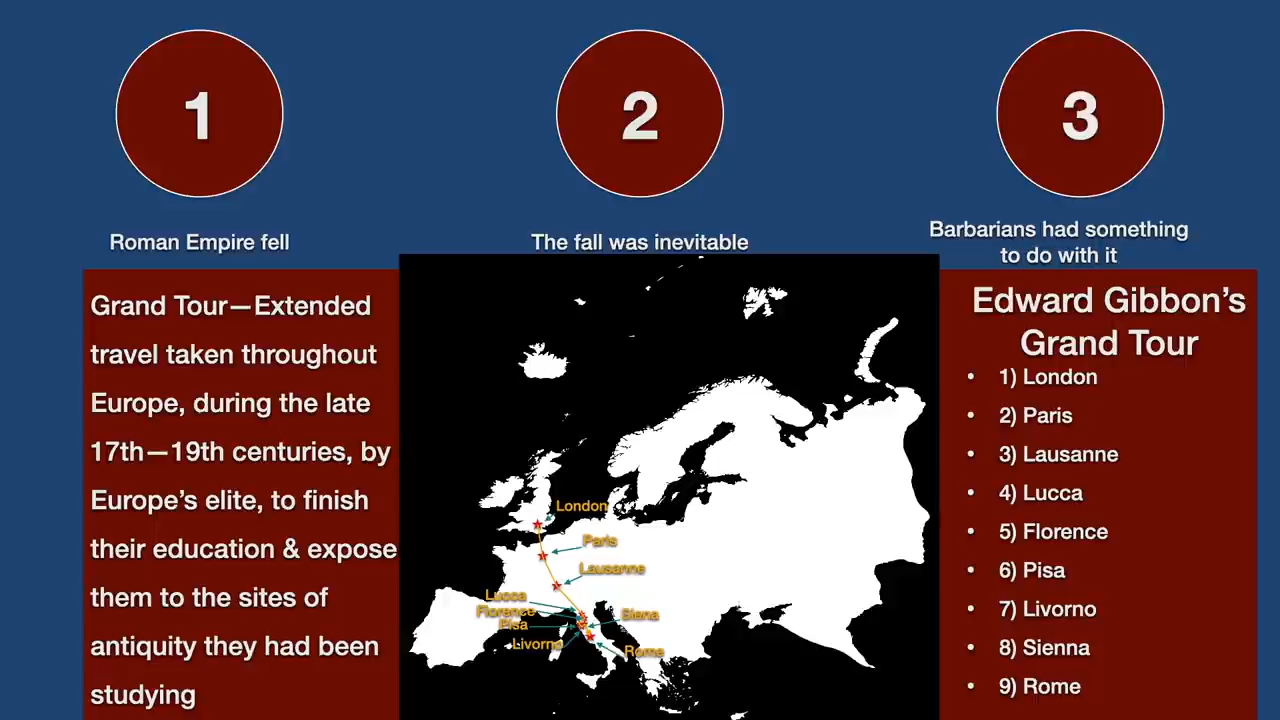 1
2
3
Roman Empire fell
The fall was inevitable
Barbarians had something
to do with it
Grand Tour—Extended
travel taken throughout
Europe, during the late
17th—19th centuries, by
Europe's elite, to finish
their education & expose
them to the sites of
antiquity they had been
studying
London
Paris
Lausanne
Lucca
Florence
Pisa
Livorno
Siena
Rome
Edward Gibbon's
Grand Tour
• 1) London
• 2) Paris
• 3) Lausanne
• 4) Lucca
• 5) Florence
• 6) Pisa
• 7) Livorno
• 8) Sienna
• 9) Rome